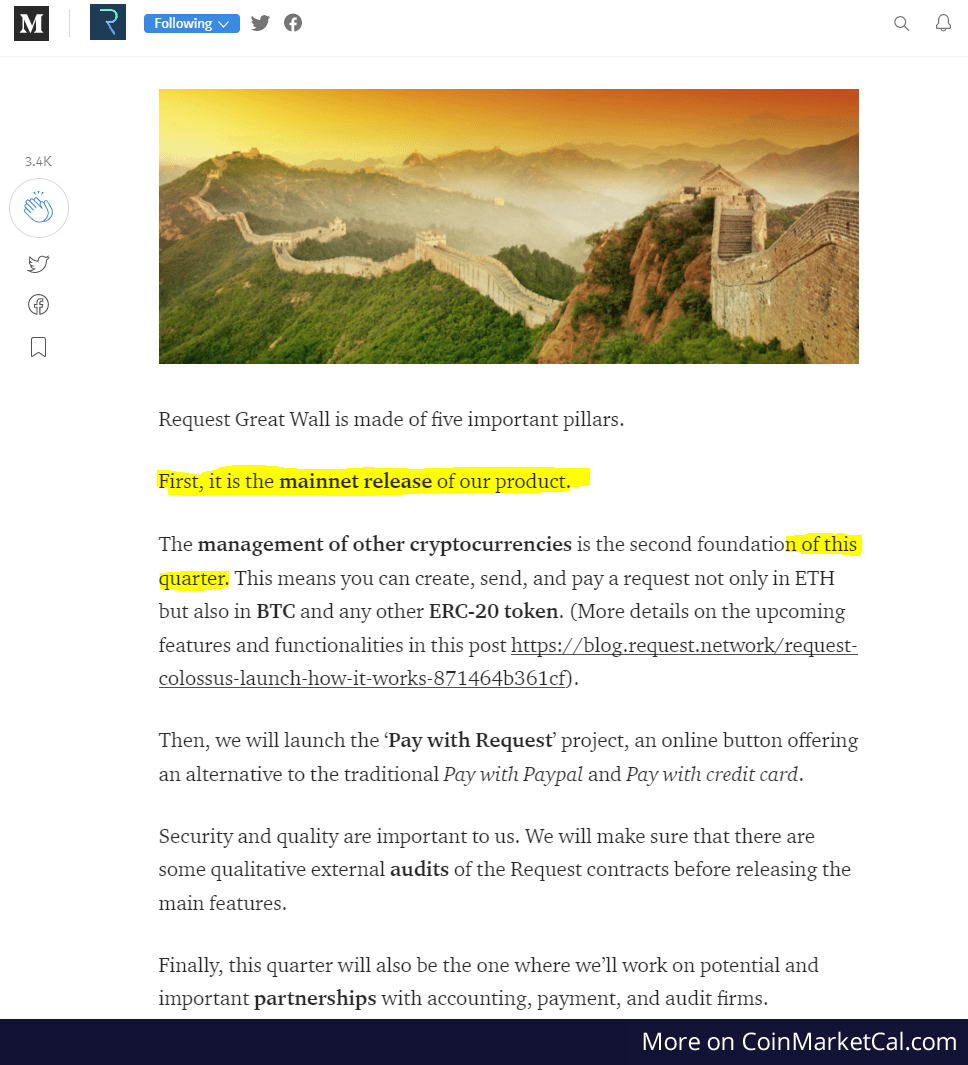 M
Following
3.4K
Request Great Wall is made of five important pillars.
First, it is the mainnet release of our product.
The management of other cryptocurrencies is the second foundation of this
quarter. This means you can create, send, and pay a request not only in ETH
but also in BTC and any other ERC-20 token. (More details on the upcoming
features and functionalities in this post https://blog.request.network/request-
colossus-launch-how-it-works-871464b361cf).
Then, we will launch the ‘Pay with Request’ project, an online button offering
an alternative to the traditional Pay with Paypal and Pay with credit card.
Security and quality are important to us. We will make sure that there are
some qualitative external audits of the Request contracts before releasing the
main features.
Finally, this quarter will also be the one where we’ll work on potential and
important partnerships with accounting, payment, and audit firms.
More on CoinMarketCal.com